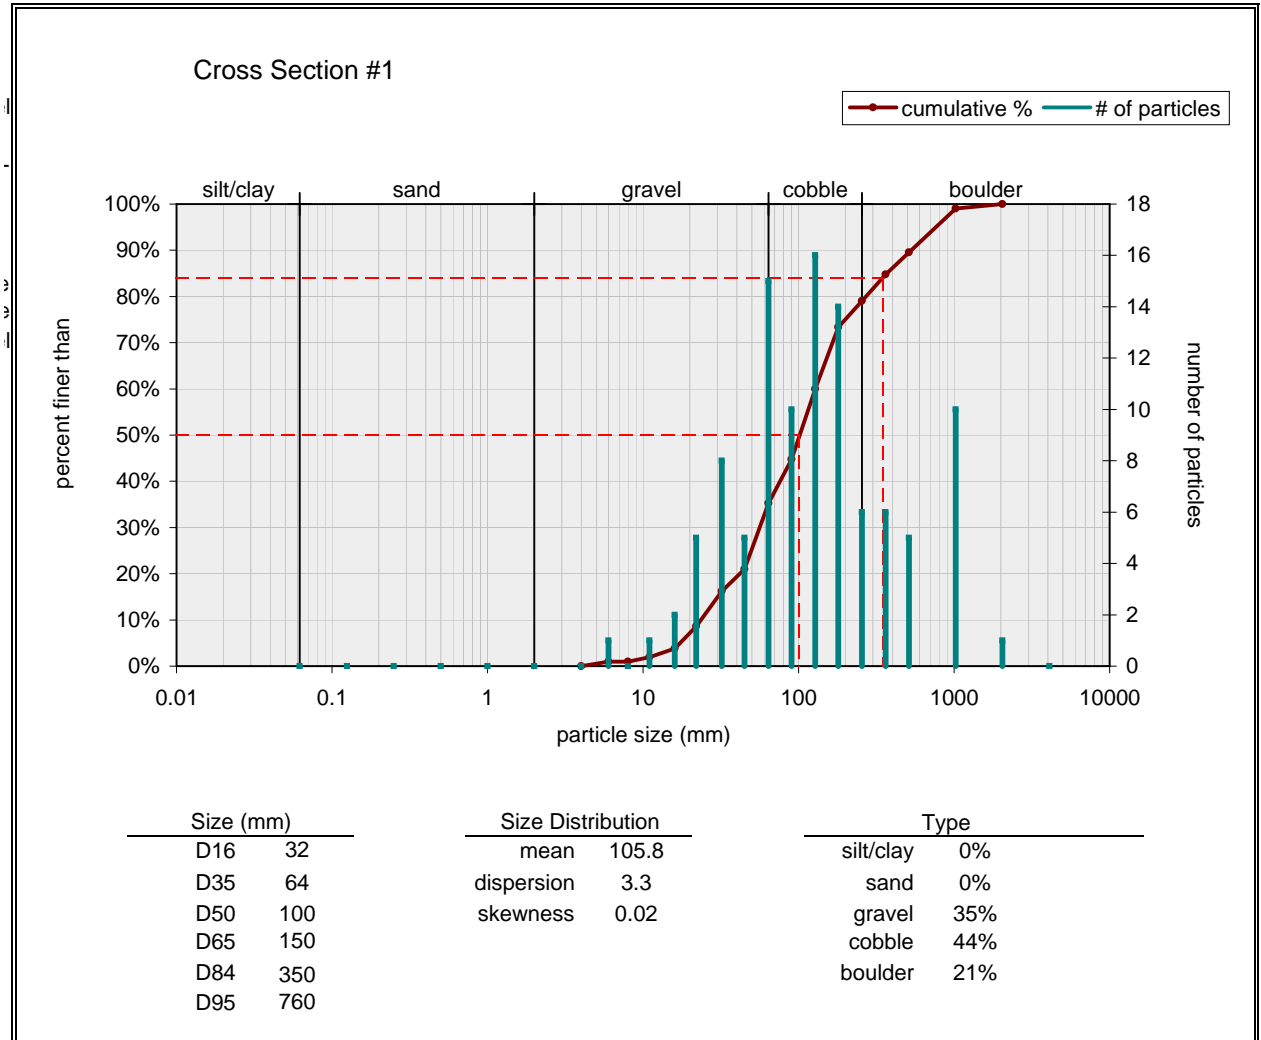 Cross Section #1
cumulative % # of particles
silt/clay sand gravel cobble boulder
100%
90%
80%
70%
60%
50%
40%
30%
20%
10%
0%
percent finer than
18
16
14
12
10
8
6
4
2
0
number of particles
0.01 0.1 1 10 100 1000 10000
particle size (mm)
Size (mm)
D16 32
D35 64
D50 100
D65 150
D84 350
D95 760
Size Distribution
mean 105.8
dispersion 3.3
skewness 0.02
Type
silt/clay 0%
sand 0%
gravel 35%
cobble 44%
boulder 21%